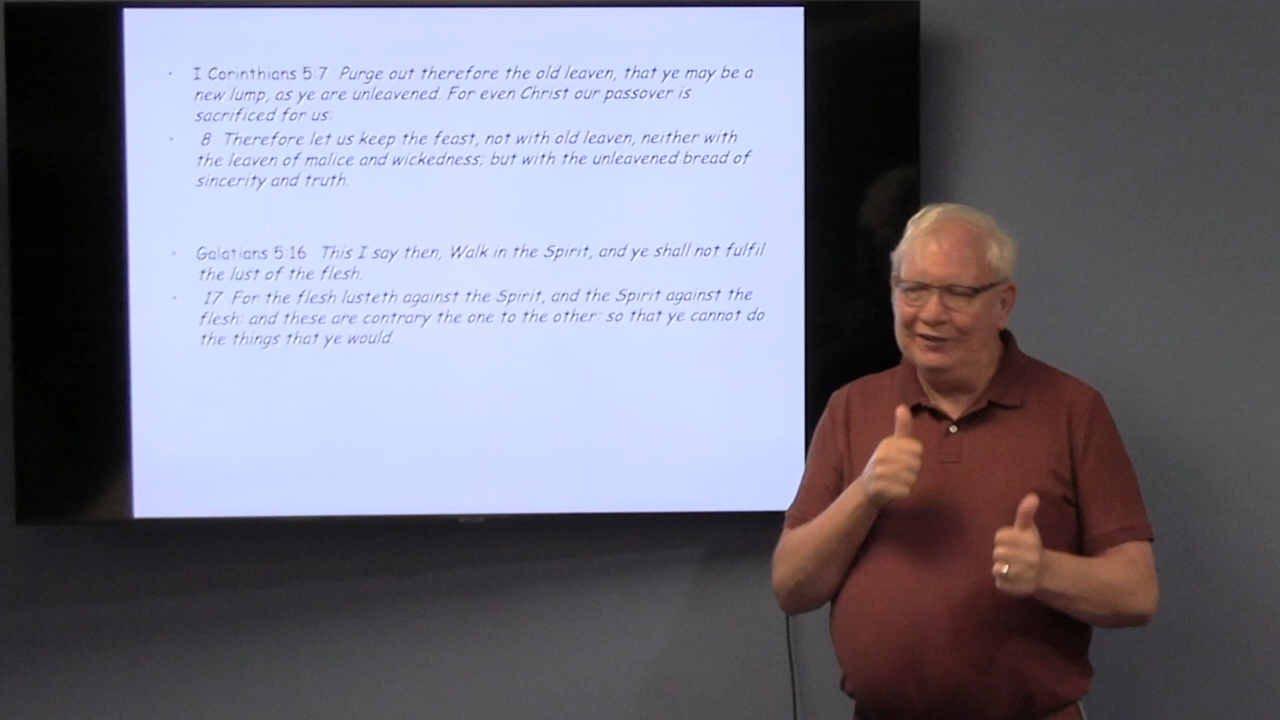 • I Corinthians 5:7 Purge out therefore the old leaven, that ye may be a
new lump, as ye are unleavened. For even Christ our passover is
sacrificed for us:
• 8 Therefore let us keep the feast, not with old leaven, neither with
the leaven of malice and wickedness; but with the unleavened bread of
sincerity and truth.
• Galatians 5:16 This I say then, Walk in the Spirit, and ye shall not fulfil
the lust of the flesh.
• 17 For the flesh lusteth against the Spirit, and the Spirit against the
flesh: and these are contrary the one to the other: so that ye cannot do
the things that ye would.